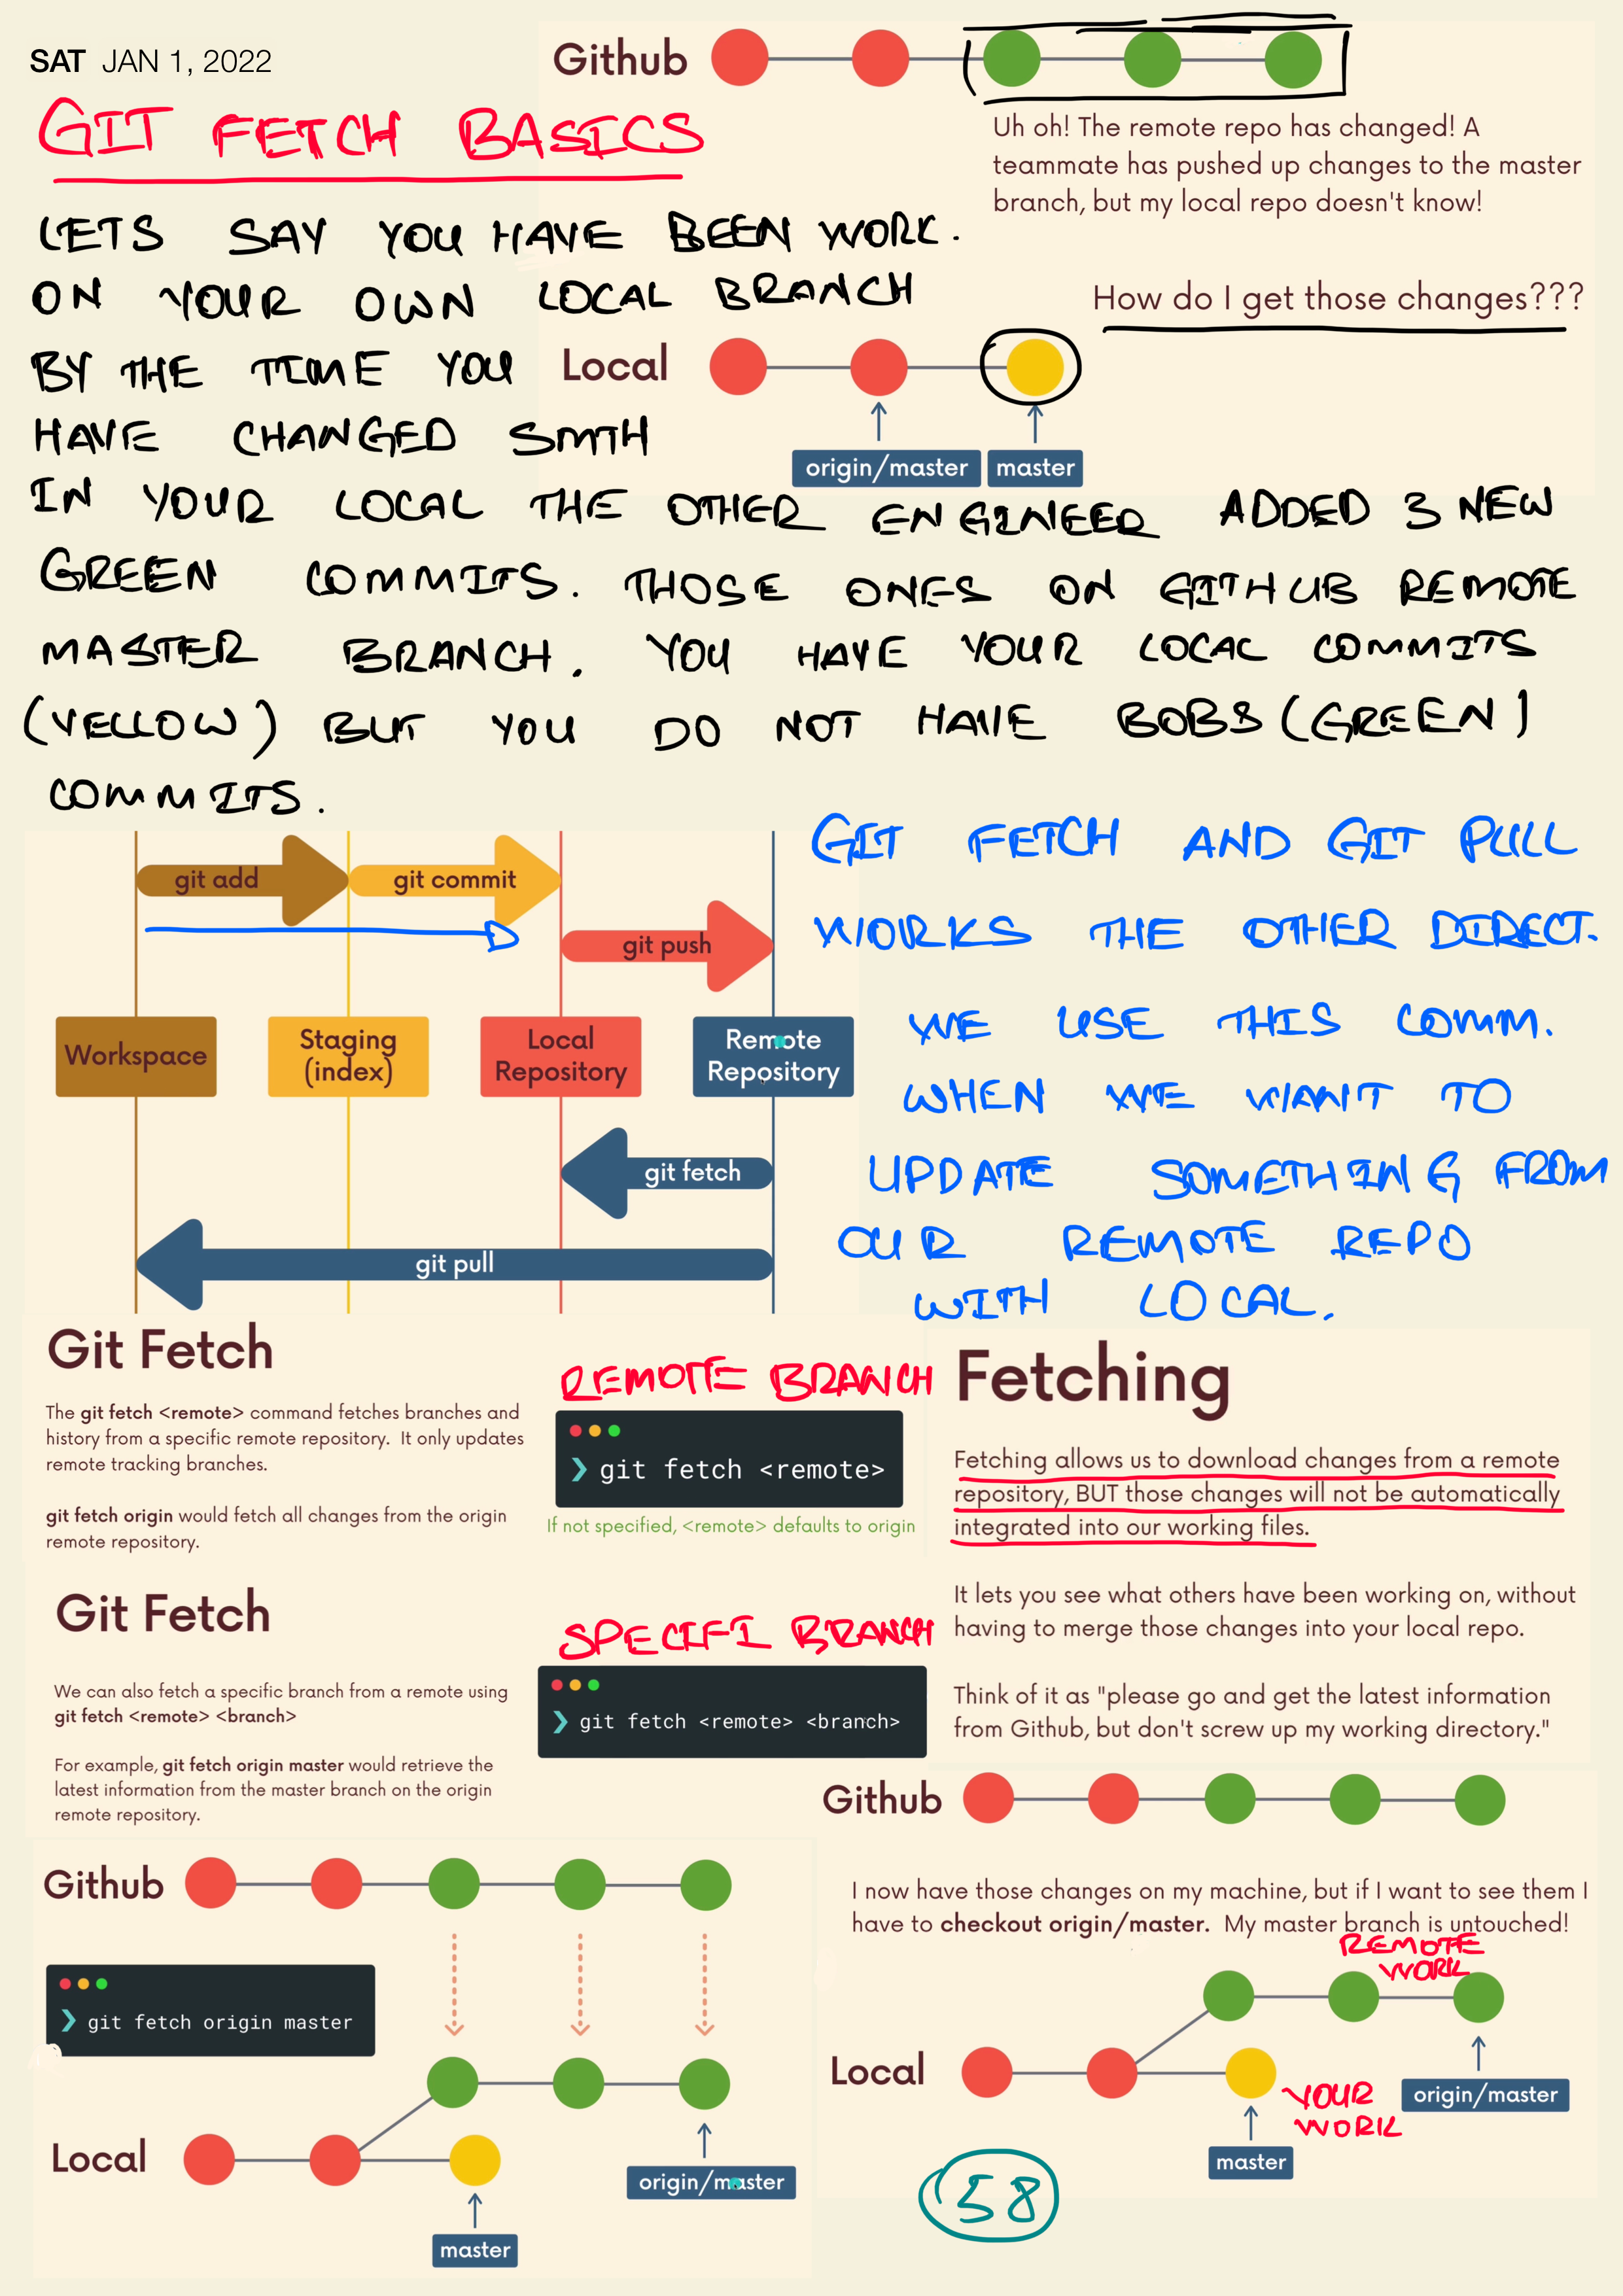 SAT JAN 1, 2022
GIT FETCH BASICS
Github
Uh oh! The remote repo has changed! A
teammate has pushed up changes to the master
branch, but my local repo doesn't know!
How do I get those changes???
LETS SAY YOU HAVE BEEN WORK.
ON YOUR OWN LOCAL BRANCH
BY THE TIME YOU
HAVE CHANGED SMTH
Local
origin/master
master
IN YOUR LOCAL THE OTHER ENGINEER ADDED 3 NEW
GREEN COMMITS. THOSE ONES ON GITHUB REMOTE
MASTER BRANCH. YOU HAVE YOUR LOCAL COMMITS
(YELLOW) BUT YOU DO NOT HAVE BOBS (GREEN)
COMMITS.
git add
git commit
git push
Workspace
Staging
(index)
Local
Repository
Remote
Repository
git fetch
git pull
GIT FETCH AND GIT PULL
WORKS THE OTHER DIRECT.
WE USE THIS COMM.
WHEN WE WANT TO
UPDATE SOMETHING FROM
OUR REMOTE REPO
WITH LOCAL.
Git Fetch
The git fetch <remote> command fetches branches and
history from a specific remote repository. It only updates
remote tracking branches.
git fetch origin would fetch all changes from the origin
remote repository.
REMOTE BRANCH
❯ git fetch <remote>
If not specified, <remote> defaults to origin
Fetching
Fetching allows us to download changes from a remote
repository, BUT those changes will not be automatically
integrated into our working files.
It lets you see what others have been working on, without
having to merge those changes into your local repo.
Think of it as "please go and get the latest information
from Github, but don't screw up my working directory."
Git Fetch
We can also fetch a specific branch from a remote using
git fetch <remote> <branch>
For example, git fetch origin master would retrieve the
latest information from the master branch on the origin
remote repository.
SPECIFI BRANCH
❯ git fetch <remote> <branch>
Github
❯ git fetch origin master
Local
origin/master
master
Github
I now have those changes on my machine, but if I want to see them I
have to checkout origin/master. My master branch is untouched!
REMOTE
WORK
Local
YOUR
WORK
origin/master
master
58